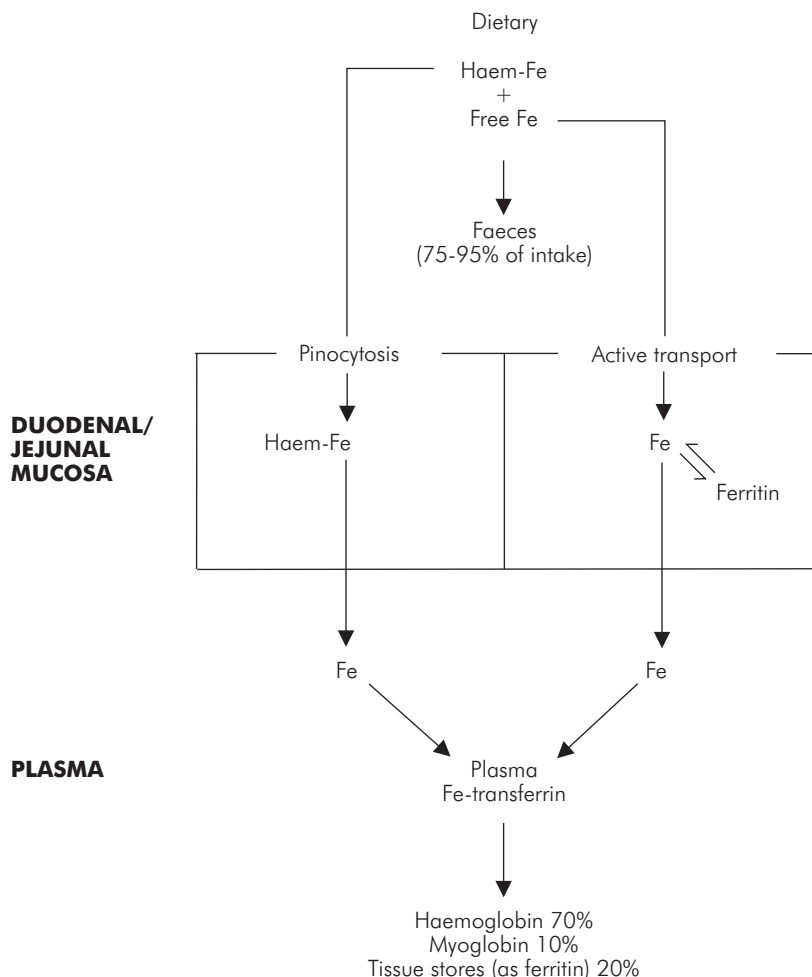 Dietary
Haem-Fe
+
Free Fe
Faeces
(75-95% of intake)
Pinocytosis
Active transport
DUODENAL/
JEJUNAL
MUCOSA
Haem-Fe
Fe
Ferritin
Fe
Fe
PLASMA
Plasma
Fe-transferrin
Haemoglobin 70%
Myoglobin 10%
Tissue stores (as ferritin) 20%